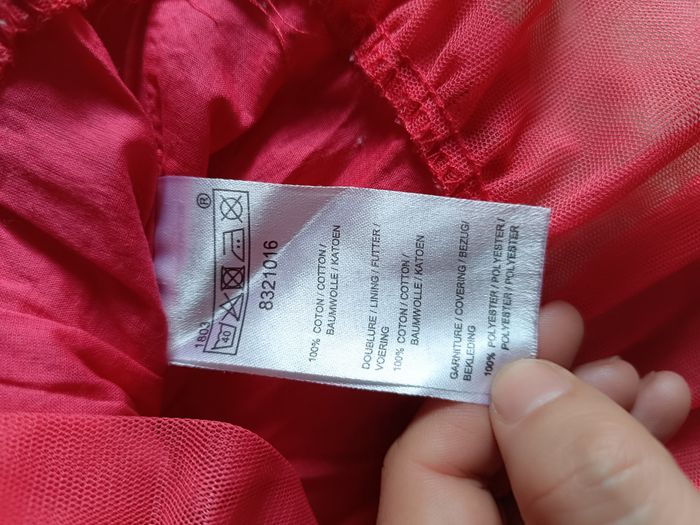 1803
40
®
8321016
100% COTON / COTTON /
BAUMWOLLE / KATOEN
DOUBLURE / LINING / FUTTER /
VOERING
100% COTON / COTTON /
BAUMWOLLE / KATOEN
GARNITURE / COVERING / BEZUG/
BEKLEDING
100% POLYESTER / POLYESTER /
POLYESTER / POLYESTER